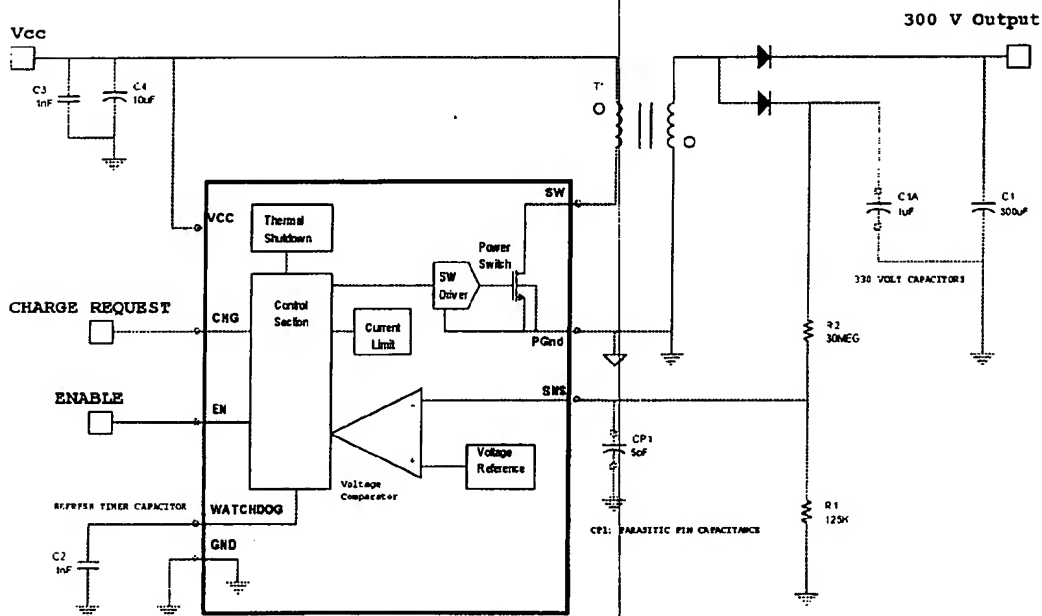 300 V Output
Vcc
C3
1nF
C4
10uF
T1
SW
VCC
Thermal
Shutdown
Power
Switch
C1A
1uF
C1
300uF
SW
Driver
330 VOLT CAPACITORS
CHARGE REQUEST
CHG
Control
Section
Current
Limit
PGnd
R2
30MEG
ENABLE
EN
SNS
-
+
Voltage
Reference
CP1
5pF
Voltage
Comparator
REFRESH TIMER CAPACITOR
WATCHDOG
CP1: PARASITIC PIN CAPACITANCE
R1
125K
GND
C2
1nF